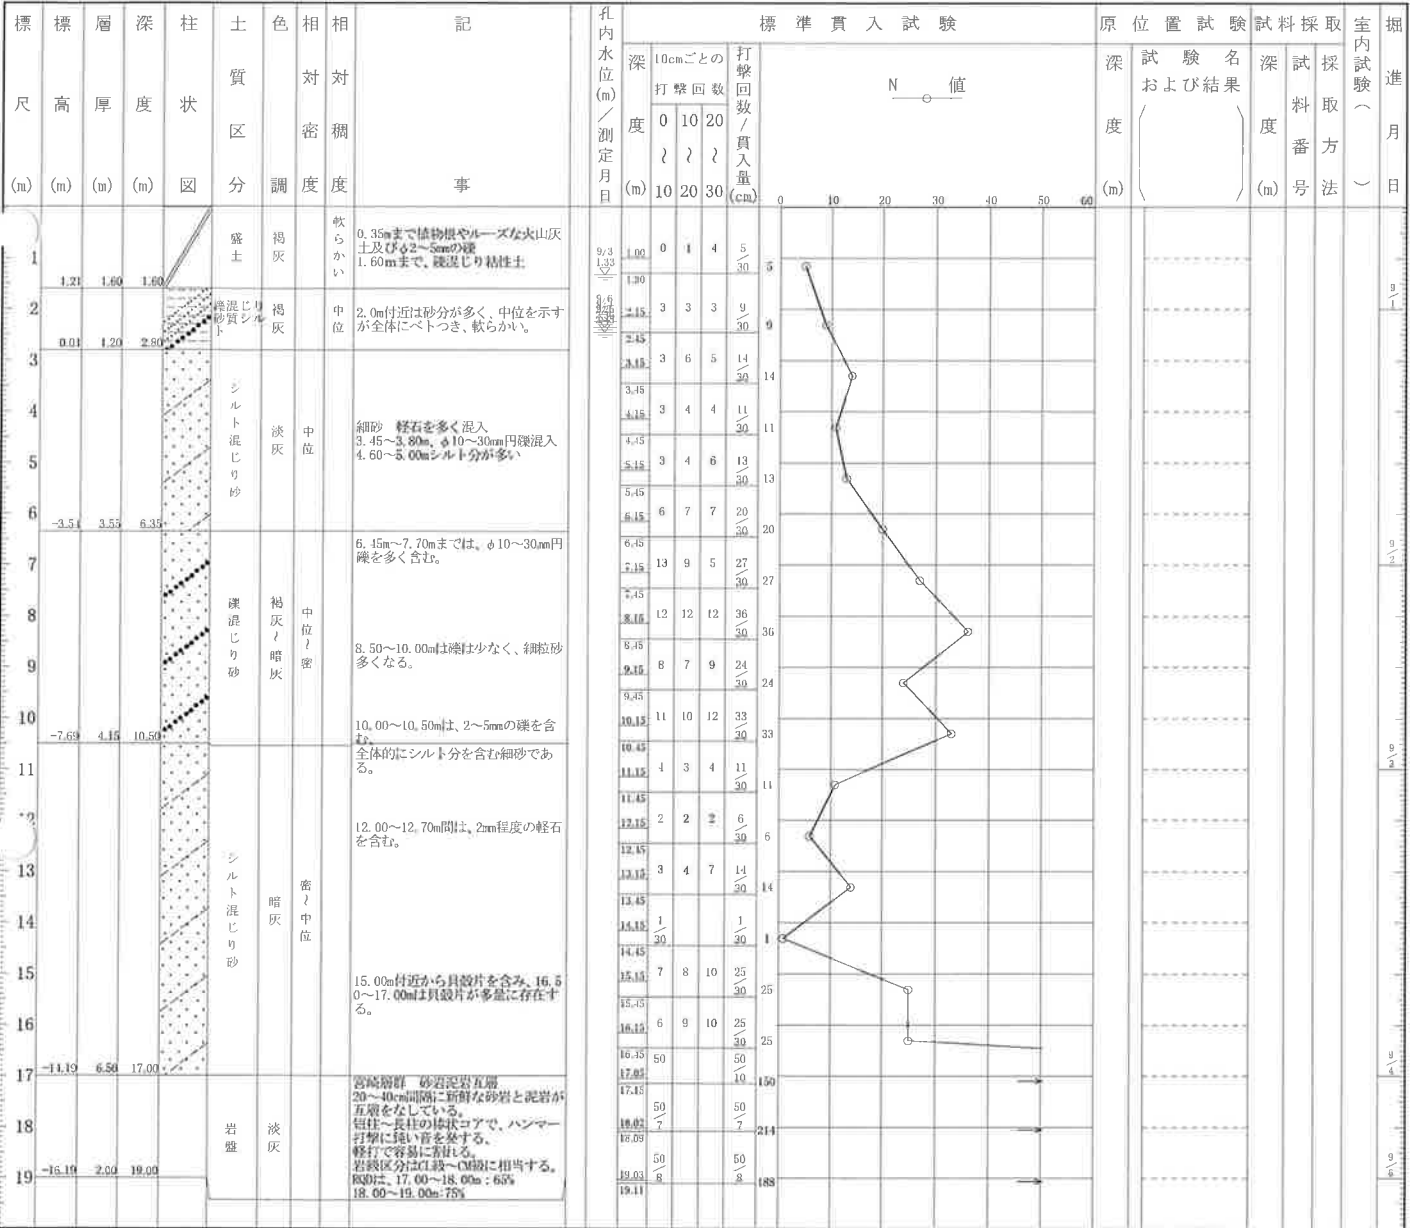 標尺(m)
標高(m)
層厚(m)
深度(m)
柱状図
土質区分
色調
相対密度
相対稠度
記事
孔内水位(m)/測定月日
標準貫入試験
深度(m)
10cmごとの
打撃回数
0~10
10~20
20~30
打撃回数/貫入量(cm)
N 値
0 10 20 30 40 50 60
原位置試験
深度(m)
試験名
および結果
試料採取
深度(m)
試料番号
採取方法
室内試験( )
掘進月日
1
1.21 1.60 1.60
盛土
褐灰
軟らかい
0.35mまで植物根やルーズな火山灰
土及びφ2~5mmの礫
1.60mまで、礫混じり粘性土
9/3
1.33
1.00 0 1 4 5/30 5
1.30
2
0.01 1.20 2.80
礫混じり
砂質シル
ト
褐灰
中位
2.0m付近は砂分が多く、中位を示す
が全体にベトつき、軟らかい。
9/6
2.15 3 3 3 9/30 9
2.45
9/1
3
3.15 3 6 5 14/30 14
3.45
4
シルト混じり砂
淡灰
中位
細砂 軽石を多く混入
3.45~3.80m、φ10~30mm円礫混入
4.60~5.00mシルト分が多い
4.15 3 4 4 11/30 11
4.45
5
5.15 3 4 6 13/30 13
5.45
6
-3.54 3.55 6.35
6.15 6 7 7 20/30 20
6.45
6.45m~7.70mまでは、φ10~30mm円
礫を多く含む。
7
7.15 13 9 5 27/30 27
7.45
9/2
8
礫混じり砂
褐灰~暗灰
中位~密
8.15 12 12 12 36/30 36
8.45
8.50~10.00mは礫は少なく、細粒砂
多くなる。
9
9.15 8 7 9 24/30 24
9.45
10
-7.69 4.15 10.50
10.00~10.50mは、2~5mmの礫を含
む。
10.15 11 10 12 33/30 33
10.45
全体的にシルト分を含む細砂であ
る。
11
11.15 4 3 4 11/30 11
11.45
9/3
12.00~12.70m間は、2mm程度の軽石
を含む。
12.15 2 2 2 6/30 6
12.45
13
シルト混じり砂
暗灰
密~中位
13.15 3 4 7 14/30 14
13.45
14
14.15 1/30 1/30 1
14.45
15
15.00m付近から貝殻片を含み、16.5
0~17.00mは貝殻片が多量に存在す
る。
15.15 7 8 10 25/30 25
15.45
16
16.15 6 9 10 25/30 25
16.45
17
-14.19 6.50 17.00
17.05 50 50/10 150
17.15
9/4
岩盤
淡灰
宮崎層群 砂岩泥岩互層
20~40cm間隔に新鮮な砂岩と泥岩が
互層をなしている。
短柱~長柱の棒状コアで、ハンマー
打撃に鈍い音を発する、
軽打で容易に割れる。
岩級区分はCL級~CM級に相当する。
RQDは、17.00~18.00m:65%
18.00~19.00m:75%
18
18.02 50/7 50/7 214
18.09
19
-16.19 2.00 19.00
19.03 50/8 50/8 188
19.11